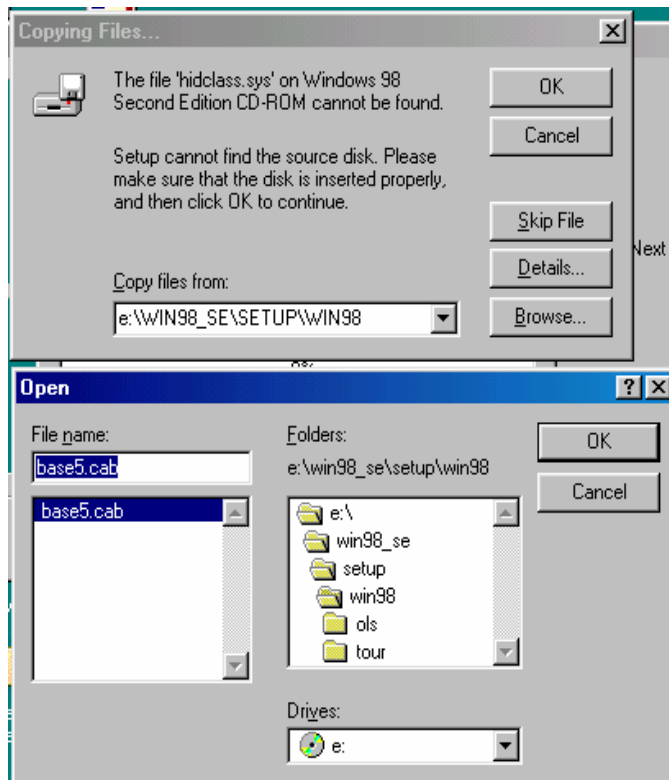 Copying Files...
The file 'hidclass.sys' on Windows 98
Second Edition CD-ROM cannot be found.
Setup cannot find the source disk. Please
make sure that the disk is inserted properly,
and then click OK to continue.
Copy files from:
e:\WIN98_SE\SETUP\WIN98
OK
Cancel
Skip File
Details...
Browse...
Next
Open
File name:
base5.cab
base5.cab
Folders:
e:\win98_se\setup\win98
e:\
win98_se
setup
win98
ols
tour
Drives:
e:
OK
Cancel